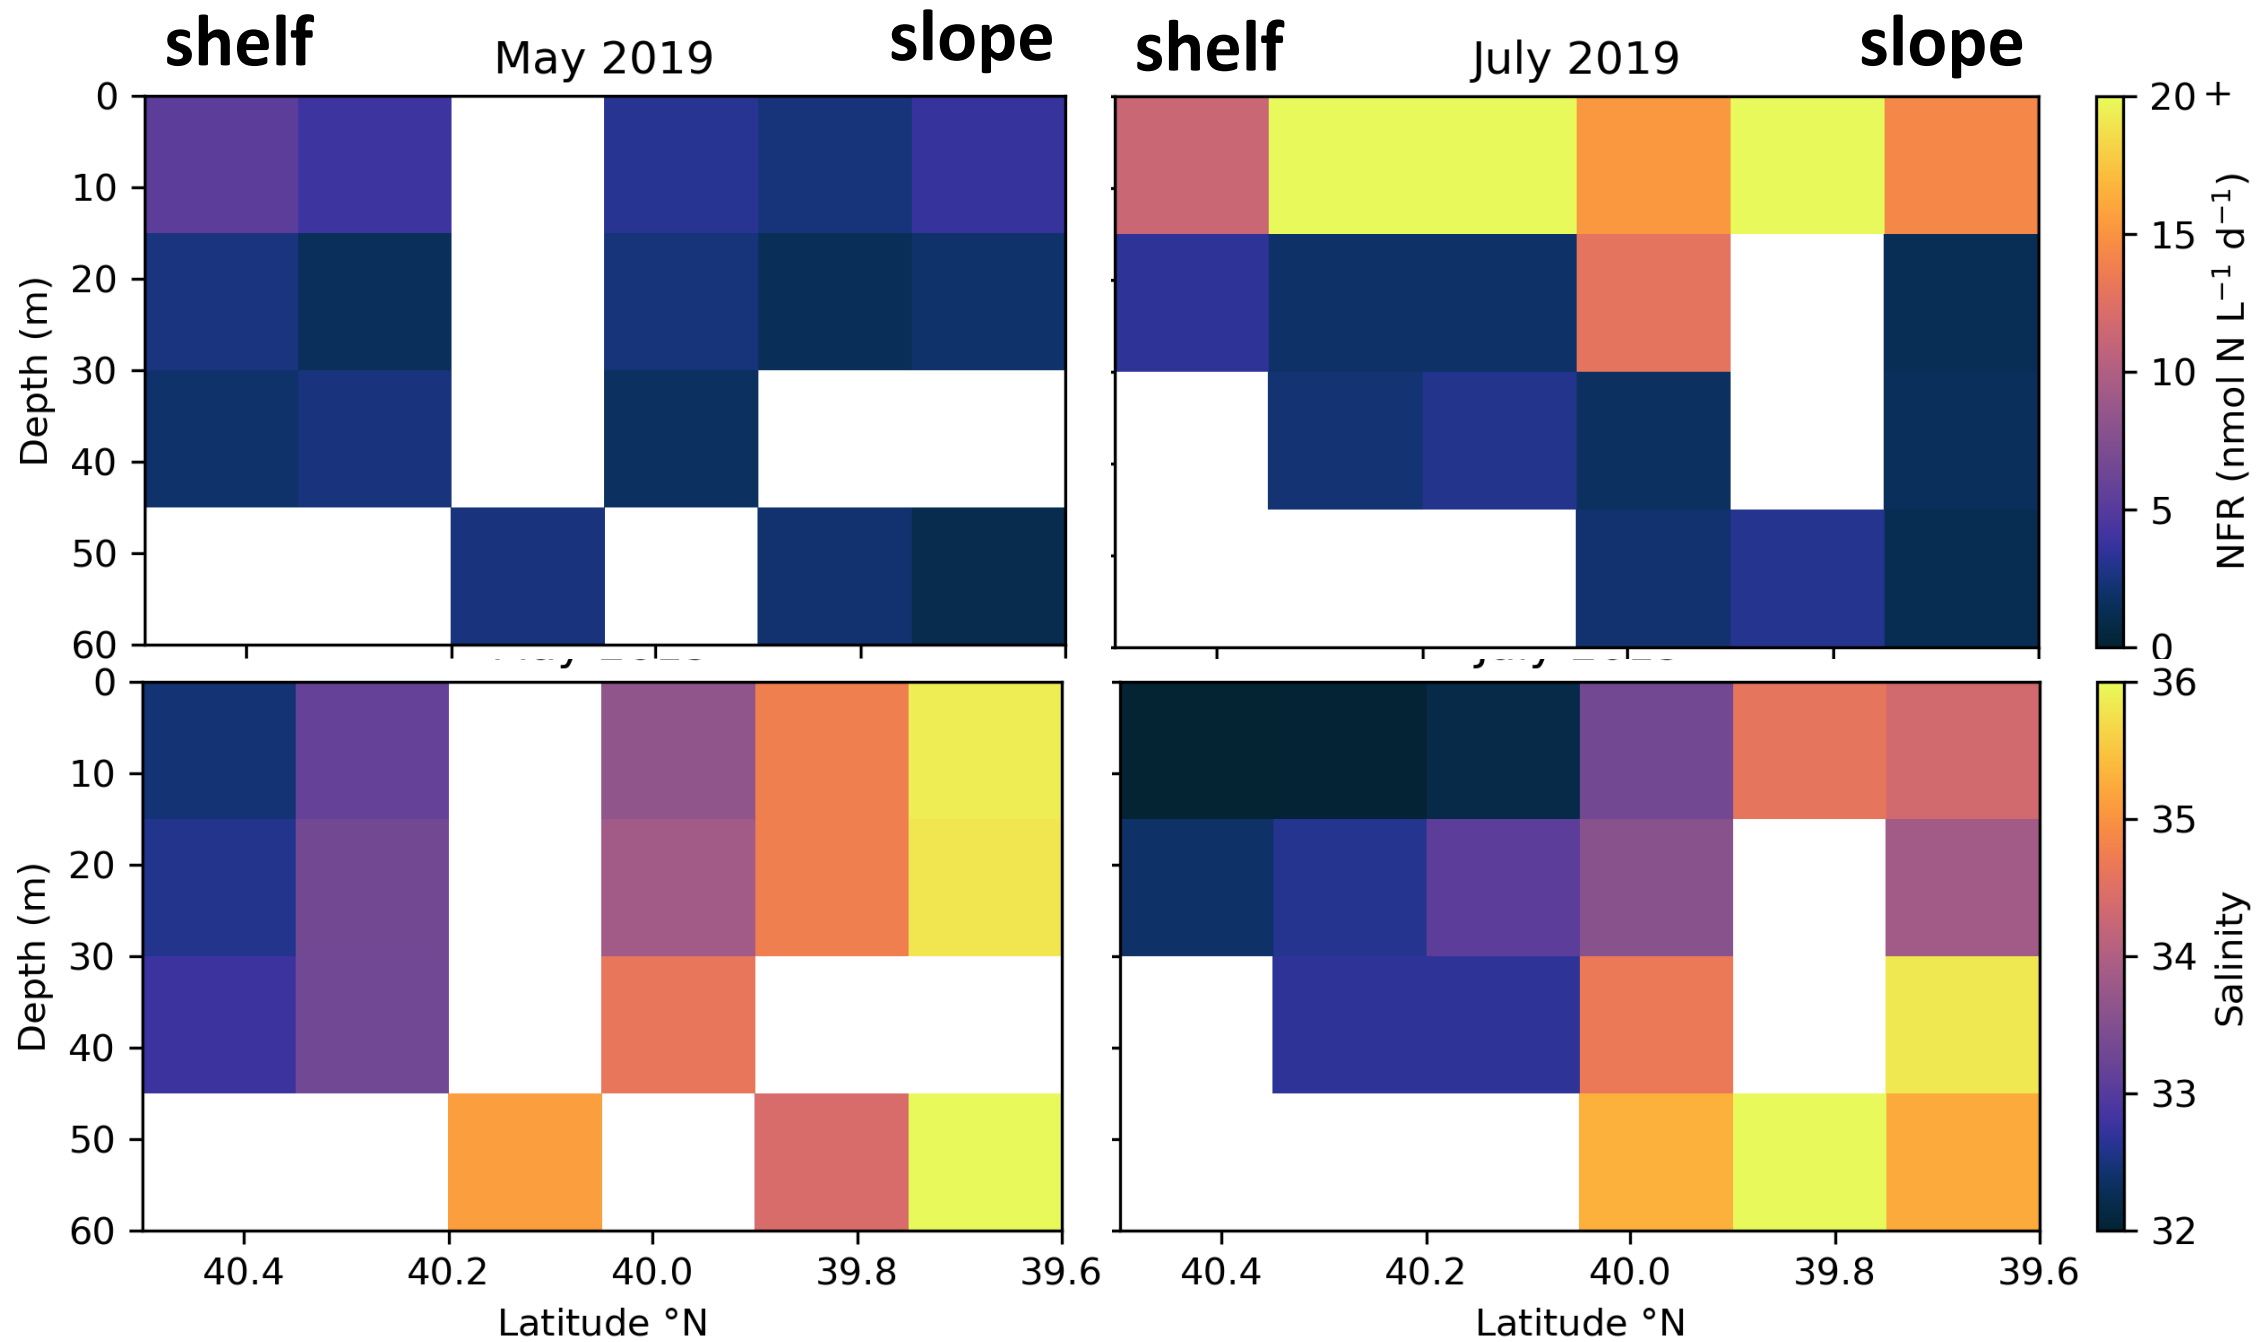 shelf
May 2019
slope
shelf
July 2019
slope
0
10
20
30
40
50
60
Depth (m)
20 +
15
10
5
0
NFR (nmol N L⁻¹ d⁻¹)
0
10
20
30
40
50
60
Depth (m)
40.4
40.2
40.0
39.8
39.6
Latitude °N
40.4
40.2
40.0
39.8
39.6
Latitude °N
36
35
34
33
32
Salinity